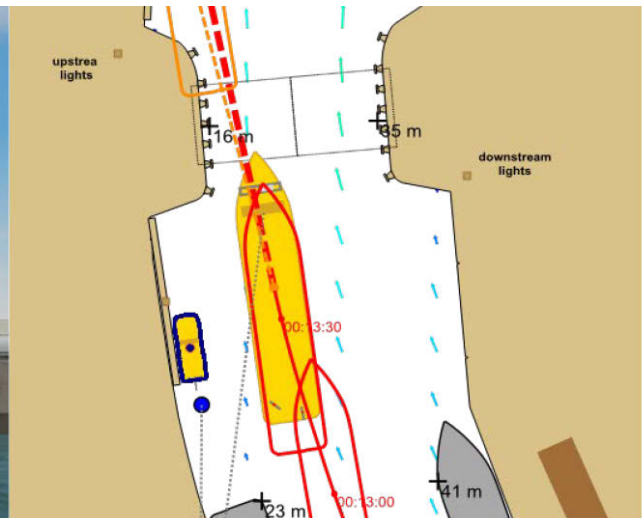 upstrea
lights
16 m
35 m
downstream
lights
00:13:30
41 m
23 m
00:13:00